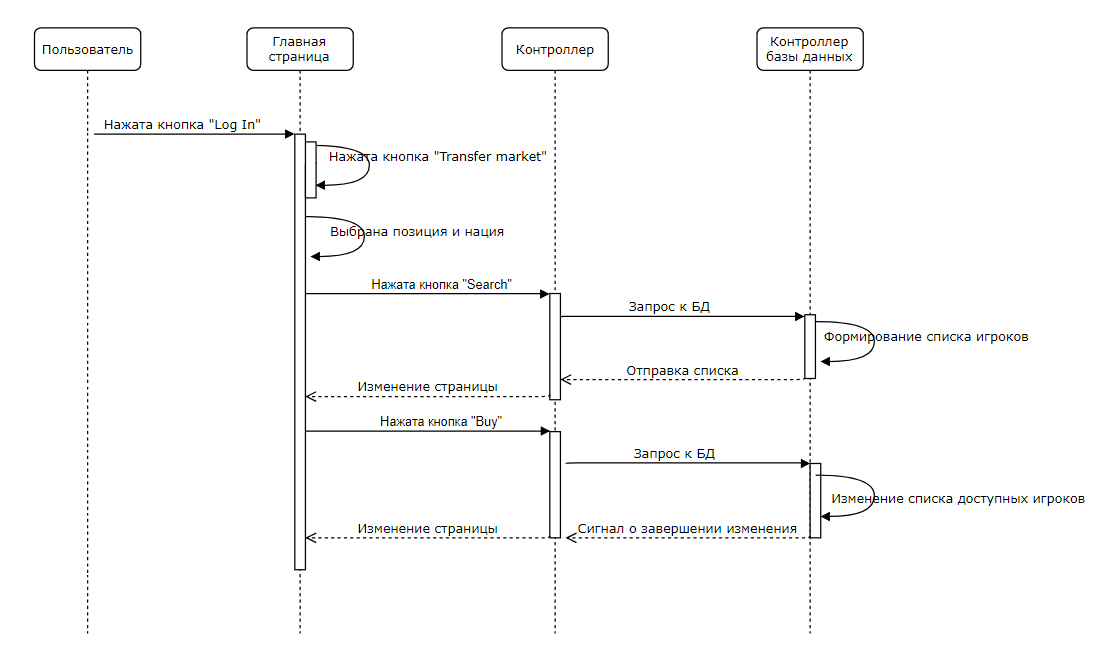 Пользователь
Главная
страница
Контроллер
Контроллер
базы данных
Нажата кнопка "Log In"
Нажата кнопка "Transfer market"
Выбрана позиция и нация
Нажата кнопка "Search"
Запрос к БД
Формирование списка игроков
Отправка списка
Изменение страницы
Нажата кнопка "Buy"
Запрос к БД
Изменение списка доступных игроков
Изменение страницы
Сигнал о завершении изменения